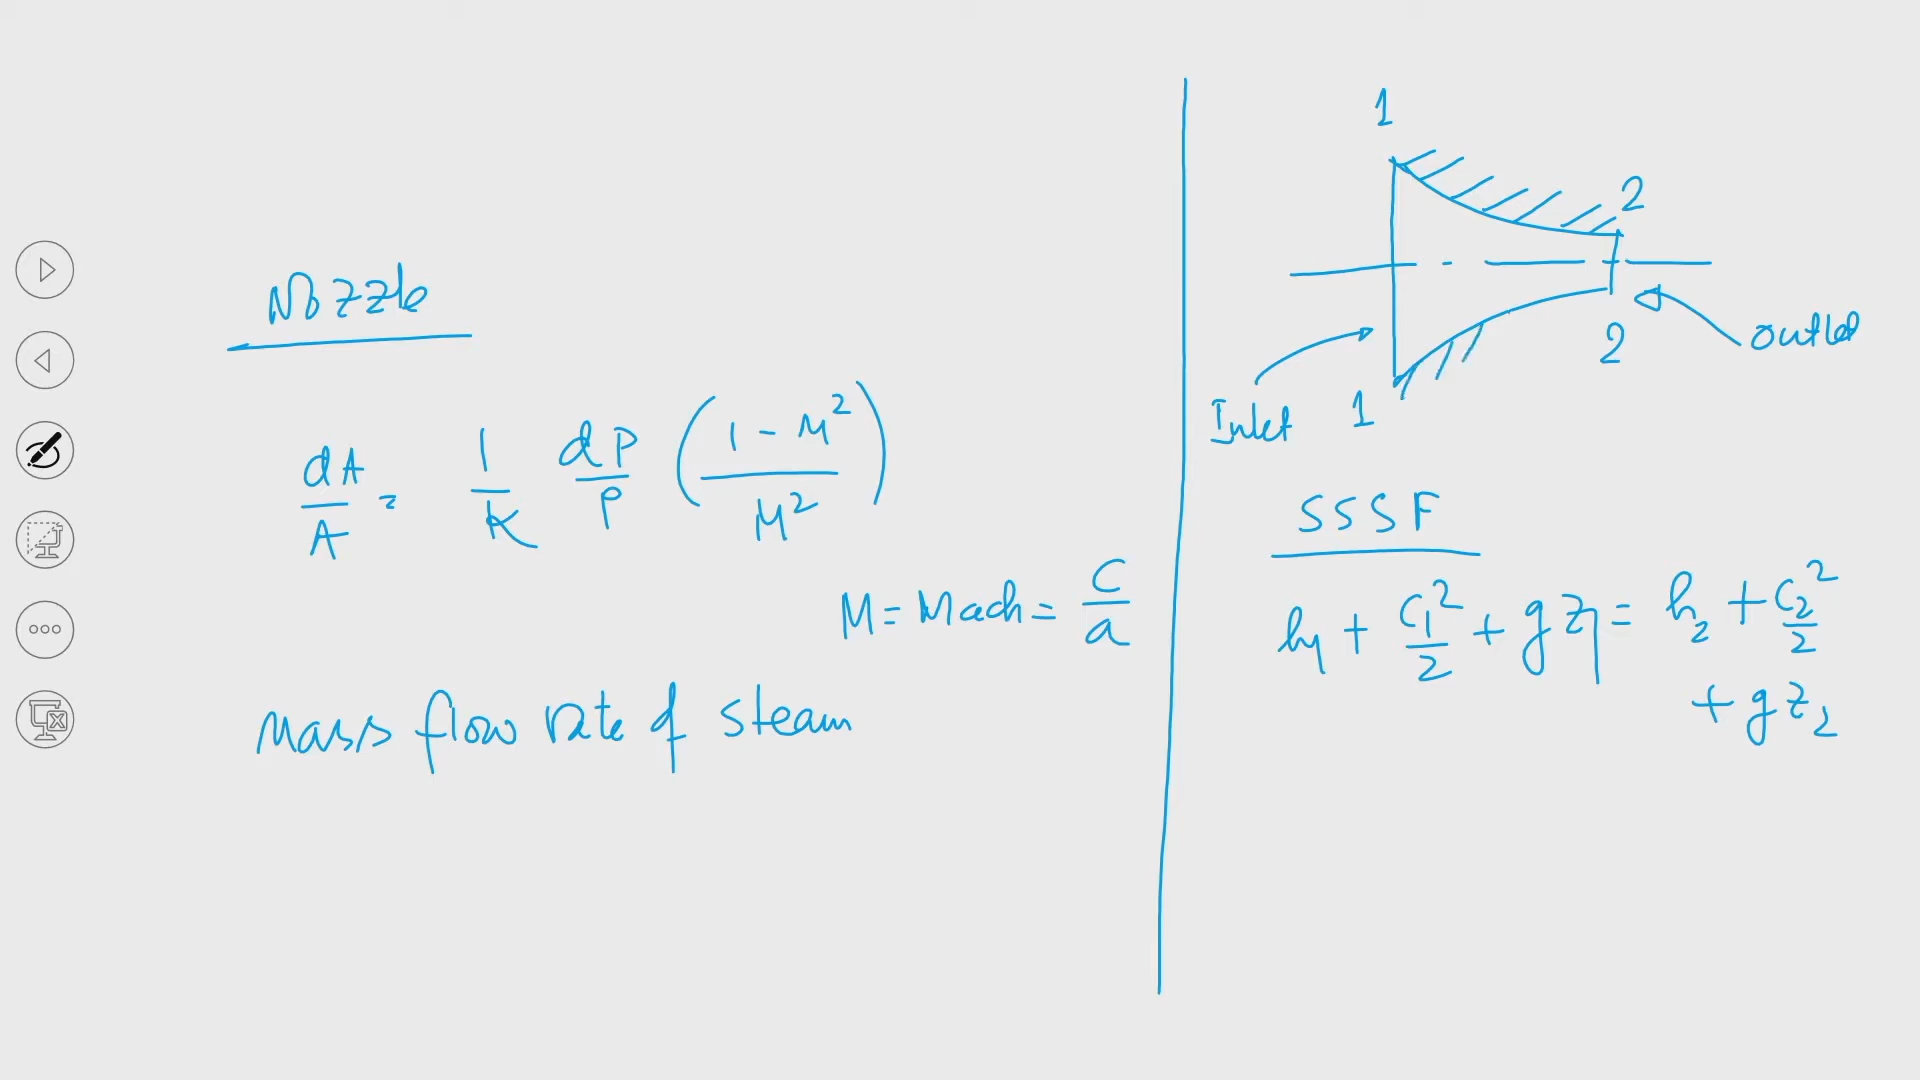 Nozzle
dA/A = 1/K dP/P ((1 - M²)/M²)
M = Mach = C/a
Mass flow rate of steam
1
2
2
outlet
Inlet 1
SSSF
h₁ + C₁²/2 + gz₁ = h₂ + C₂²/2
+ gz₂